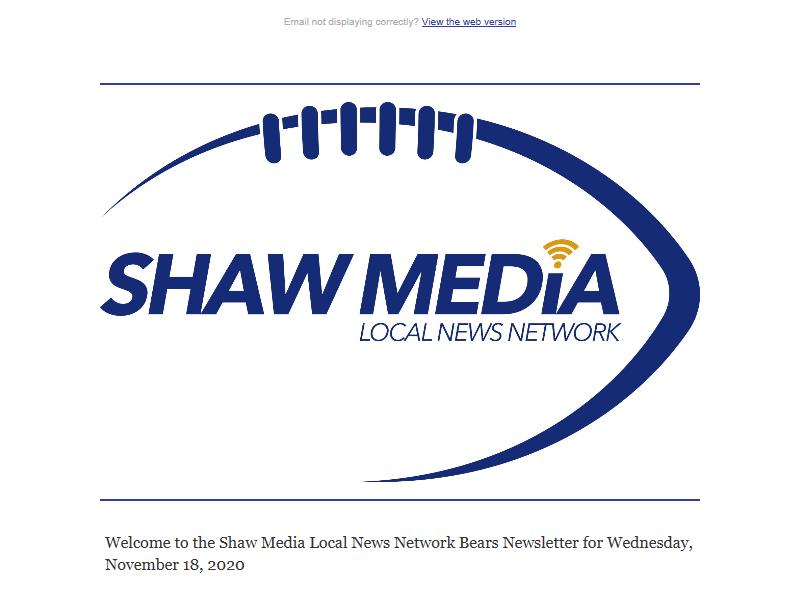 Email not displaying correctly? View the web version
SHAW MEDiA
LOCAL NEWS NETWORK
Welcome to the Shaw Media Local News Network Bears Newsletter for Wednesday,
November 18, 2020